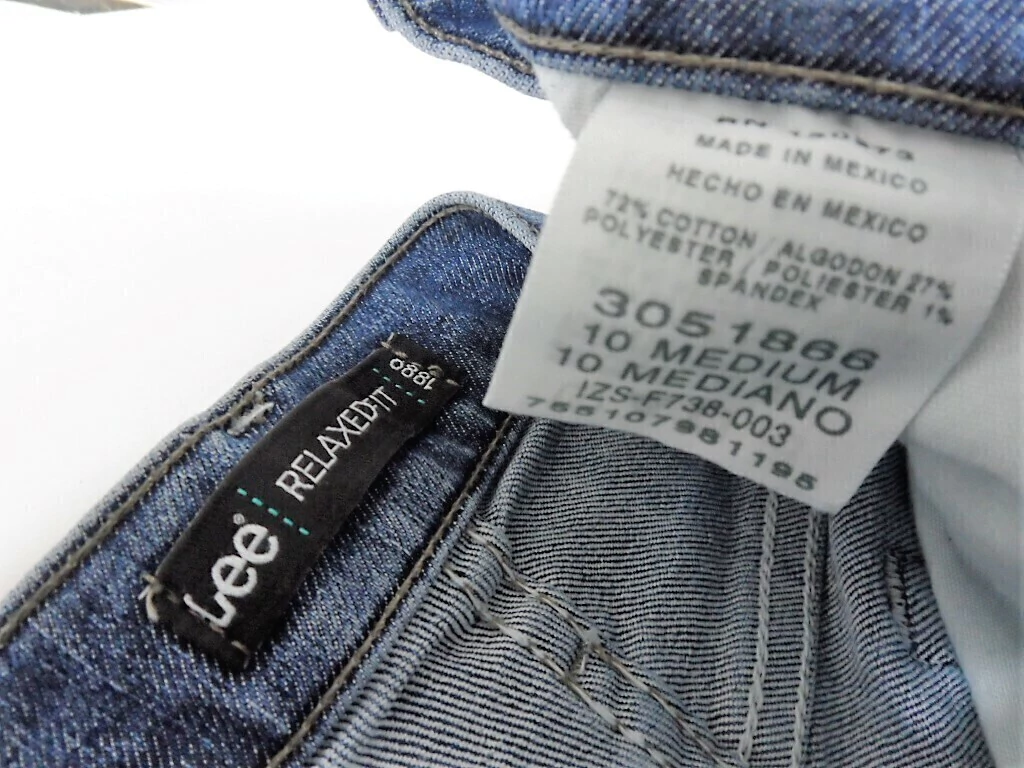 MADE IN MEXICO
HECHO EN MEXICO
72% COTTON / ALGODON 27%
POLYESTER / POLIESTER 1%
SPANDEX
3051866
10 MEDIUM
10 MEDIANO
IZS-F738-003
755107981195
Lee®
RELAXED FIT
1889